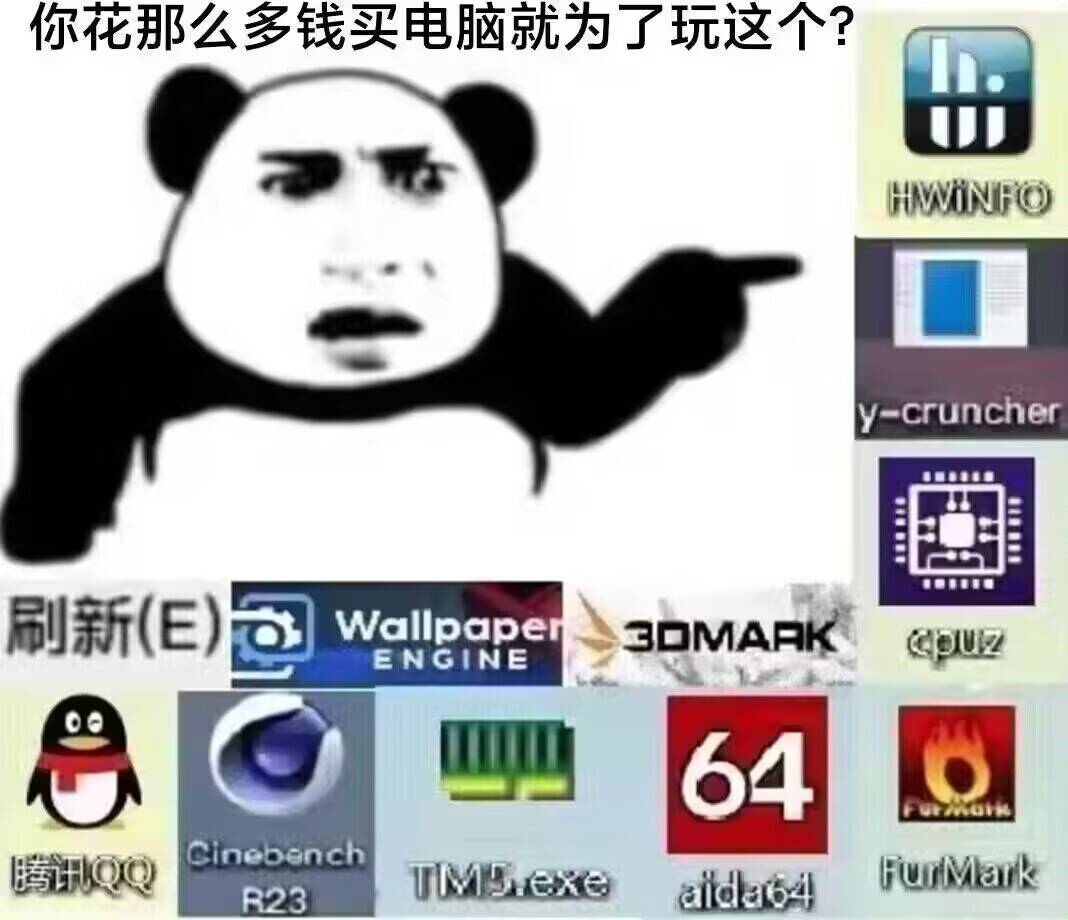 你花那么多钱买电脑就为了玩这个?
HWiNFO
y-cruncher
cpuz
刷新(E)
Wallpaper
ENGINE
3DMARK
腾讯QQ
Cinebench
R23
TM5.exe
64
aida64
FurMark
FurMark